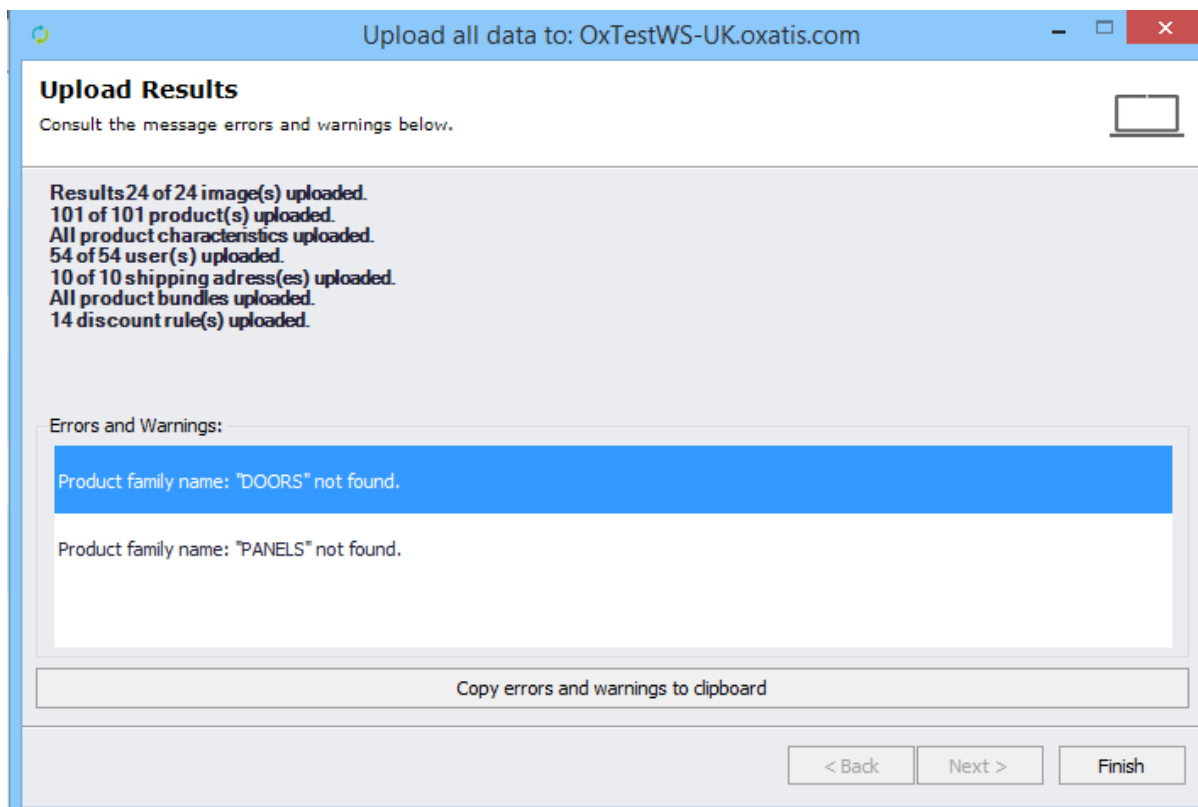 Upload all data to: OxTestWS-UK.oxatis.com
Upload Results
Consult the message errors and warnings below.
Results24 of 24 image(s) uploaded.
101 of 101 product(s) uploaded.
All product characteristics uploaded.
54 of 54 user(s) uploaded.
10 of 10 shipping adress(es) uploaded.
All product bundles uploaded.
14 discount rule(s) uploaded.
Errors and Warnings:
Product family name: "DOORS" not found.
Product family name: "PANELS" not found.
Copy errors and warnings to clipboard
< Back Next > Finish